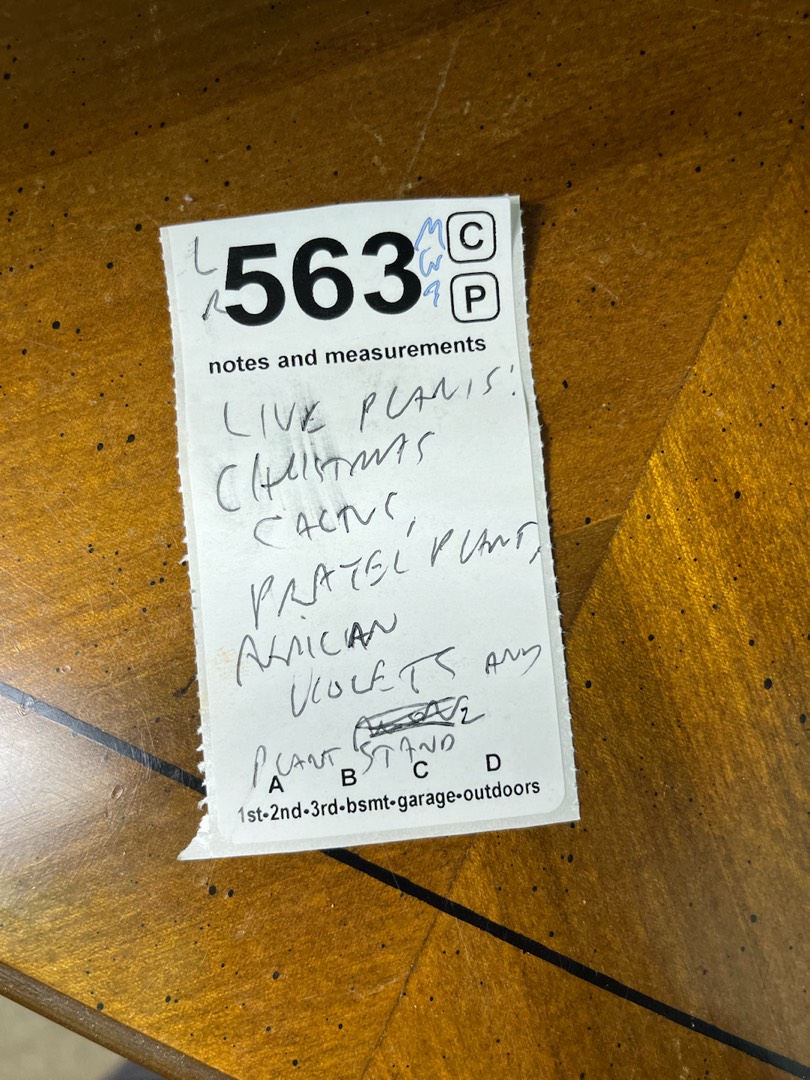 L
R
563
M
W
9
C
P
notes and measurements
LIVE PLANTS:
CHRISTMAS
CACTUS,
PRAYER PLANT,
AFRICAN
VIOLETS AND
PLANT STAND
A B C D
1st•2nd•3rd•bsmt•garage•outdoors